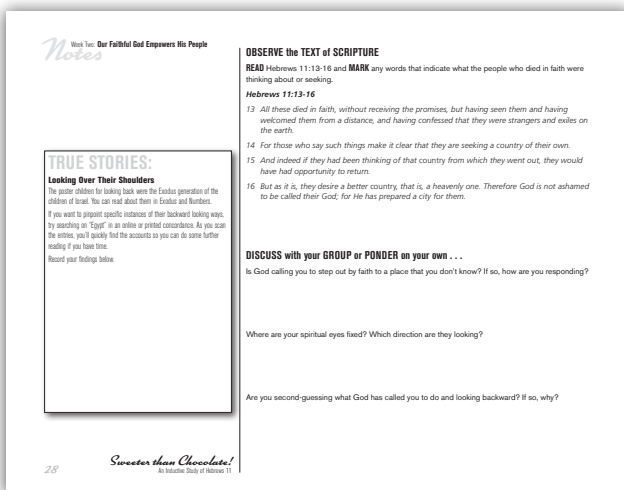 Week Two: Our Faithful God Empowers His People
Notes
TRUE STORIES:
Looking Over Their Shoulders
The poster children for looking back were the Exodus generation of the
children of Israel. You can read about them in Exodus and Numbers.
If you want to pinpoint specific instances of their backward looking ways,
try searching on "Egypt" in an online or printed concordance. As you scan
the entries, you'll quickly find the accounts so you can do some further
reading if you have time.
Record your findings below.
OBSERVE the TEXT of SCRIPTURE
READ Hebrews 11:13-16 and MARK any words that indicate what the people who died in faith were
thinking about or seeking.
Hebrews 11:13-16
13 All these died in faith, without receiving the promises, but having seen them and having
welcomed them from a distance, and having confessed that they were strangers and exiles on
the earth.
14 For those who say such things make it clear that they are seeking a country of their own.
15 And indeed if they had been thinking of that country from which they went out, they would
have had opportunity to return.
16 But as it is, they desire a better country, that is, a heavenly one. Therefore God is not ashamed
to be called their God; for He has prepared a city for them.
DISCUSS with your GROUP or PONDER on your own . . .
Is God calling you to step out by faith to a place that you don't know? If so, how are you responding?
Where are your spiritual eyes fixed? Which direction are they looking?
Are you second-guessing what God has called you to do and looking backward? If so, why?
28
Sweeter than Chocolate!
An Inductive Study of Hebrews 11